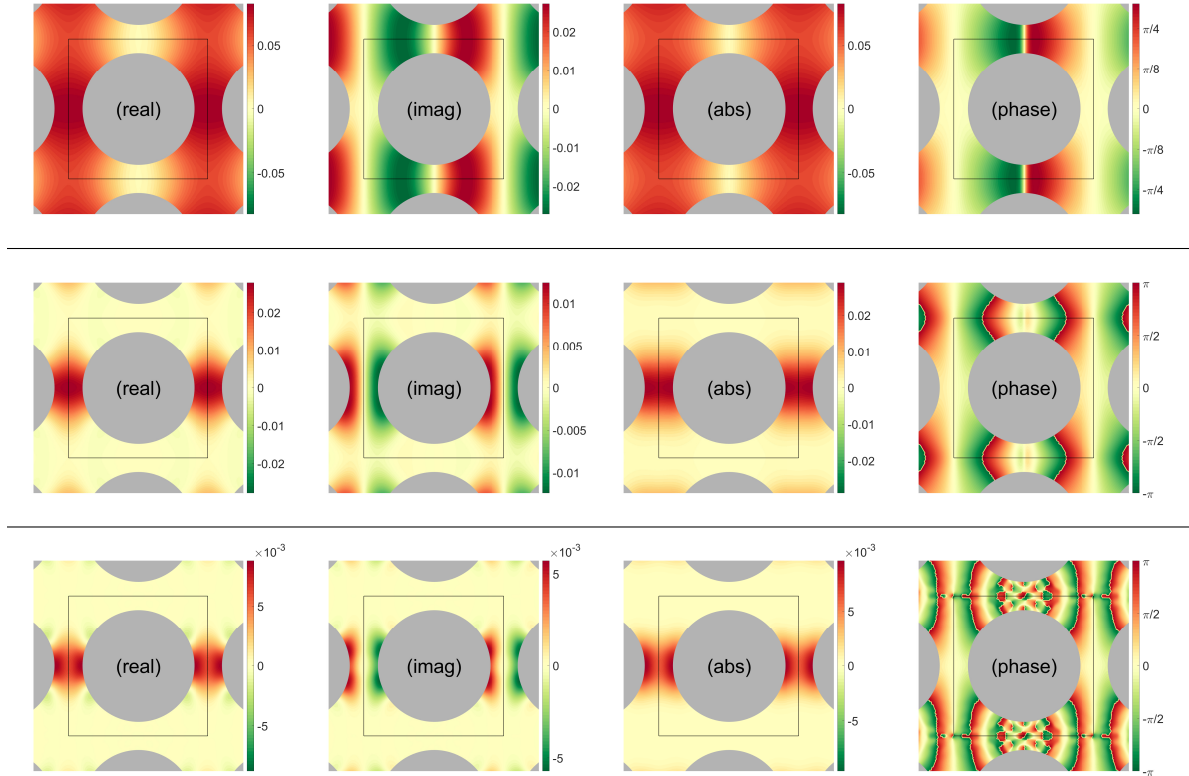 (real)
0.05
0
-0.05
(imag)
0.02
0.01
0
-0.01
-0.02
(abs)
0.05
0
-0.05
(phase)
π/4
π/8
0
-π/8
-π/4
(real)
0.02
0.01
0
-0.01
-0.02
(imag)
0.01
0.005
0
-0.005
-0.01
(abs)
0.02
0.01
0
-0.01
-0.02
(phase)
π
π/2
0
-π/2
-π
×10⁻³
(real)
5
0
-5
×10⁻³
(imag)
5
0
-5
×10⁻³
(abs)
5
0
-5
(phase)
π
π/2
0
-π/2
-π